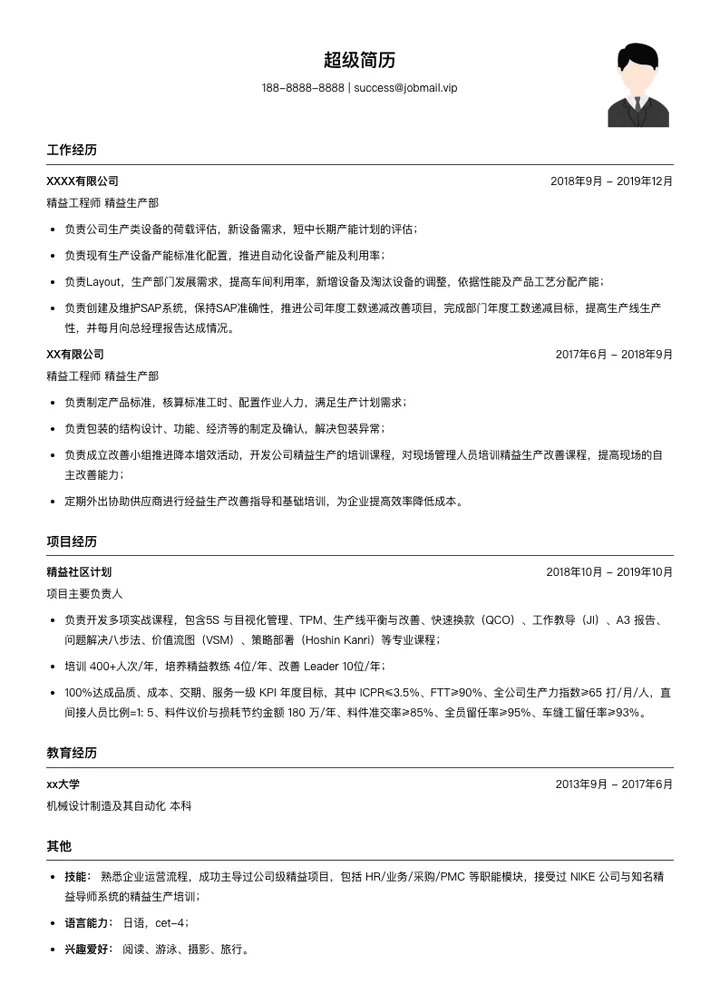 超级简历
188-8888-8888 | success@jobmail.vip
工作经历
XXXX有限公司 2018年9月 – 2019年12月
精益工程师 精益生产部
• 负责公司生产类设备的荷载评估，新设备需求，短中长期产能计划的评估；
• 负责现有生产设备产能标准化配置，推进自动化设备产能及利用率；
• 负责Layout，生产部门发展需求，提高车间利用率，新增设备及淘汰设备的调整，依据性能及产品工艺分配产能；
• 负责创建及维护SAP系统，保持SAP准确性，推进公司年度工数递减改善项目，完成部门年度工数递减目标，提高生产线生产
性，并每月向总经理报告达成情况。
XX有限公司 2017年6月 – 2018年9月
精益工程师 精益生产部
• 负责制定产品标准，核算标准工时、配置作业人力，满足生产计划需求；
• 负责包装的结构设计、功能、经济等的制定及确认，解决包装异常；
• 负责成立改善小组推进降本增效活动，开发公司精益生产的培训课程，对现场管理人员培训精益生产改善课程，提高现场的自
主改善能力；
• 定期外出协助供应商进行经益生产改善指导和基础培训，为企业提高效率降低成本。
项目经历
精益社区计划 2018年10月 – 2019年10月
项目主要负责人
• 负责开发多项实战课程，包含5S 与目视化管理、TPM、生产线平衡与改善、快速换款（QCO）、工作教导（JI）、A3 报告、
问题解决八步法、价值流图（VSM）、策略部署（Hoshin Kanri）等专业课程；
• 培训 400+人次/年，培养精益教练 4位/年、改善 Leader 10位/年；
• 100%达成品质、成本、交期、服务一级 KPI 年度目标，其中 ICPR≤3.5%、FTT≥90%、全公司生产力指数≥65 打/月/人，直
间接人员比例=1: 5、料件议价与损耗节约金额 180 万/年、料件准交率≥85%、全员留任率≥95%、车缝工留任率≥93%。
教育经历
xx大学 2013年9月 – 2017年6月
机械设计制造及其自动化 本科
其他
• 技能： 熟悉企业运营流程，成功主导过公司级精益项目，包括 HR/业务/采购/PMC 等职能模块，接受过 NIKE 公司与知名精
益导师系统的精益生产培训；
• 语言能力： 日语，cet-4；
• 兴趣爱好： 阅读、游泳、摄影、旅行。